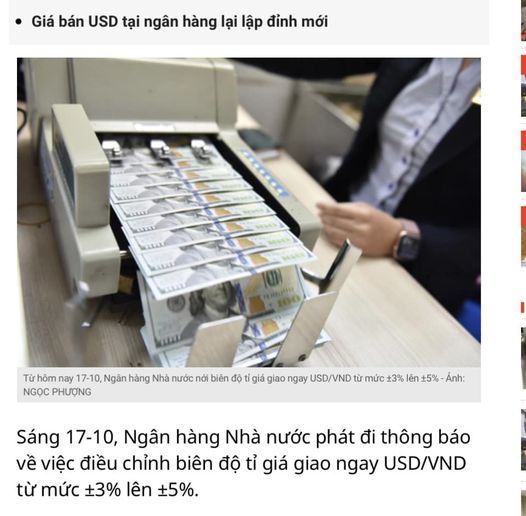 Giá bán USD tại ngân hàng lại lập đỉnh mới
100
Từ hôm nay 17-10, Ngân hàng Nhà nước nới biên độ tỉ giá giao ngay USD/VND từ mức ±3% lên ±5% - Ảnh:
NGỌC PHƯỢNG
Sáng 17-10, Ngân hàng Nhà nước phát đi thông báo
về việc điều chỉnh biên độ tỉ giá giao ngay USD/VND
từ mức ±3% lên ±5%.